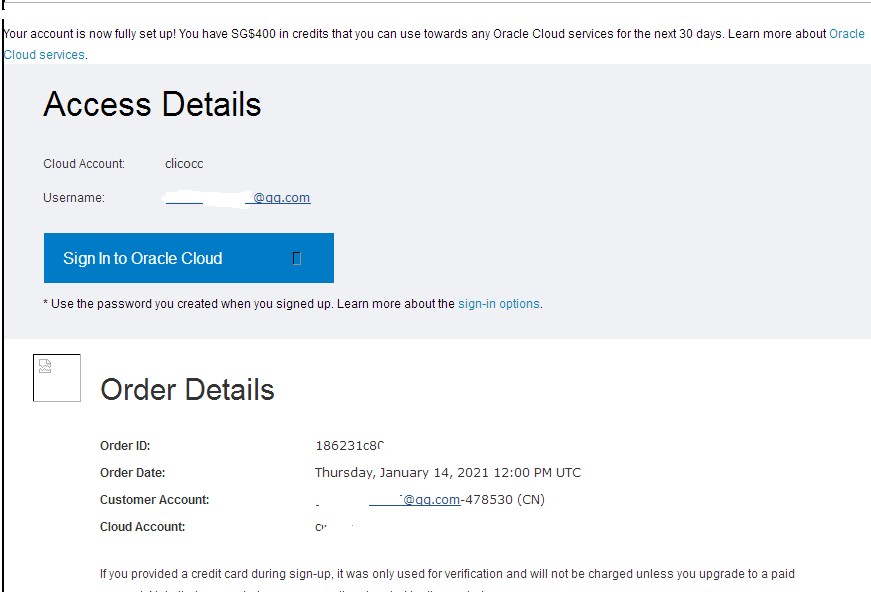 Your account is now fully set up! You have SG$400 in credits that you can use towards any Oracle Cloud services for the next 30 days. Learn more about Oracle
Cloud services.
Access Details
Cloud Account: clicocc
Username: @qq.com
Sign In to Oracle Cloud
* Use the password you created when you signed up. Learn more about the sign-in options.
Order Details
Order ID: 186231c8
Order Date: Thursday, January 14, 2021 12:00 PM UTC
Customer Account: @qq.com-478530 (CN)
Cloud Account:
If you provided a credit card during sign-up, it was only used for verification and will not be charged unless you upgrade to a paid